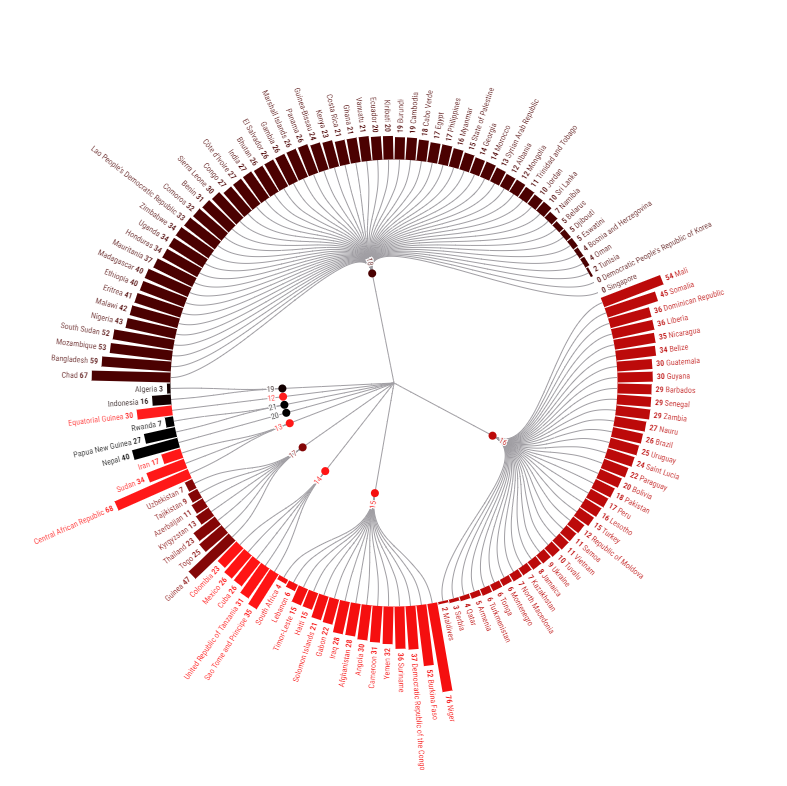 18
Chad 67
Bangladesh 59
Mozambique 53
South Sudan 52
Nigeria 43
Malawi 42
Eritrea 41
Ethiopia 40
Madagascar 40
Mauritania 37
Honduras 34
Uganda 34
Zimbabwe 34
Lao People's Democratic Republic 33
Comoros 32
Benin 31
Sierra Leone 30
Congo 27
Côte d'Ivoire 27
India 27
Bhutan 26
El Salvador 26
Gambia 26
Marshall Islands 26
Panama 26
Guinea-Bissau 24
Kenya 23
Costa Rica 21
Ghana 21
Vanuatu 21
Ecuador 20
Kiribati 20
Burundi 19
19 Cambodia
18 Cabo Verde
17 Egypt
17 Philippines
16 Myanmar
15 State of Palestine
14 Georgia
14 Morocco
13 Syrian Arab Republic
12 Albania
12 Mongolia
11 Trinidad and Tobago
10 Jordan
10 Sri Lanka
7 Namibia
5 Belarus
5 Djibouti
5 Eswatini
4 Bosnia and Herzegovina
4 Oman
2 Tunisia
0 Democratic People's Republic of Korea
0 Singapore
16
54 Mali
45 Somalia
36 Dominican Republic
36 Liberia
35 Nicaragua
34 Belize
30 Guatemala
30 Guyana
29 Barbados
29 Senegal
29 Zambia
27 Nauru
26 Brazil
25 Uruguay
24 Saint Lucia
22 Paraguay
20 Bolivia
18 Pakistan
17 Peru
16 Lesotho
15 Turkey
12 Republic of Moldova
11 Samoa
11 Vietnam
10 Tuvalu
9 Ukraine
8 Jamaica
7 Kazakhstan
7 North Macedonia
6 Montenegro
6 Tonga
6 Turkmenistan
5 Armenia
4 Qatar
3 Serbia
2 Maldives
15
76 Niger
52 Burkina Faso
37 Democratic Republic of the Congo
36 Suriname
Yemen 32
Cameroon 31
Angola 30
Afghanistan 28
Iraq 28
Gabon 22
Solomon Islands 21
Haiti 15
Timor-Leste 15
Lebanon 6
South Africa 4
14
Sao Tome and Principe 35
United Republic of Tanzania 31
Cuba 26
Mexico 26
Colombia 23
17
Guinea 47
Togo 25
Thailand 23
Kyrgyzstan 13
Azerbaijan 11
Tajikistan 9
Uzbekistan 7
13
Central African Republic 68
Sudan 34
Iran 17
20
Nepal 40
Papua New Guinea 27
21
Rwanda 7
12
Equatorial Guinea 30
19
Indonesia 16
Algeria 3